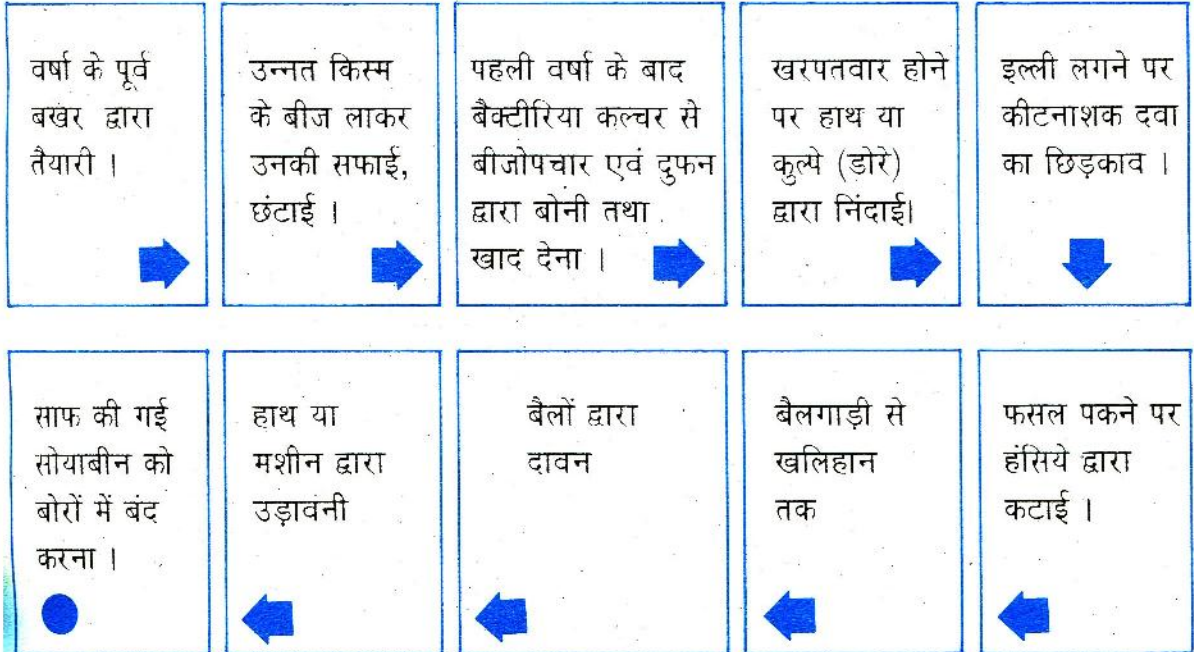 वर्षा के पूर्व
बखर द्वारा
तैयारी ।
उन्नत किस्म
के बीज लाकर
उनकी सफाई,
छंटाई ।
पहली वर्षा के बाद
बैक्टीरिया कल्चर से
बीजोपचार एवं दुफन
द्वारा बोनी तथा
खाद देना ।
खरपतवार होने
पर हाथ या
कुल्पे (डोरे)
द्वारा निंदाई।
इल्ली लगने पर
कीटनाशक दवा
का छिड़काव ।
फसल पकने पर
हंसिये द्वारा
कटाई ।
बैलगाड़ी से
खलिहान
तक
बैलों द्वारा
दावन
हाथ या
मशीन द्वारा
उड़ावनी
साफ की गई
सोयाबीन को
बोरों में बंद
करना ।